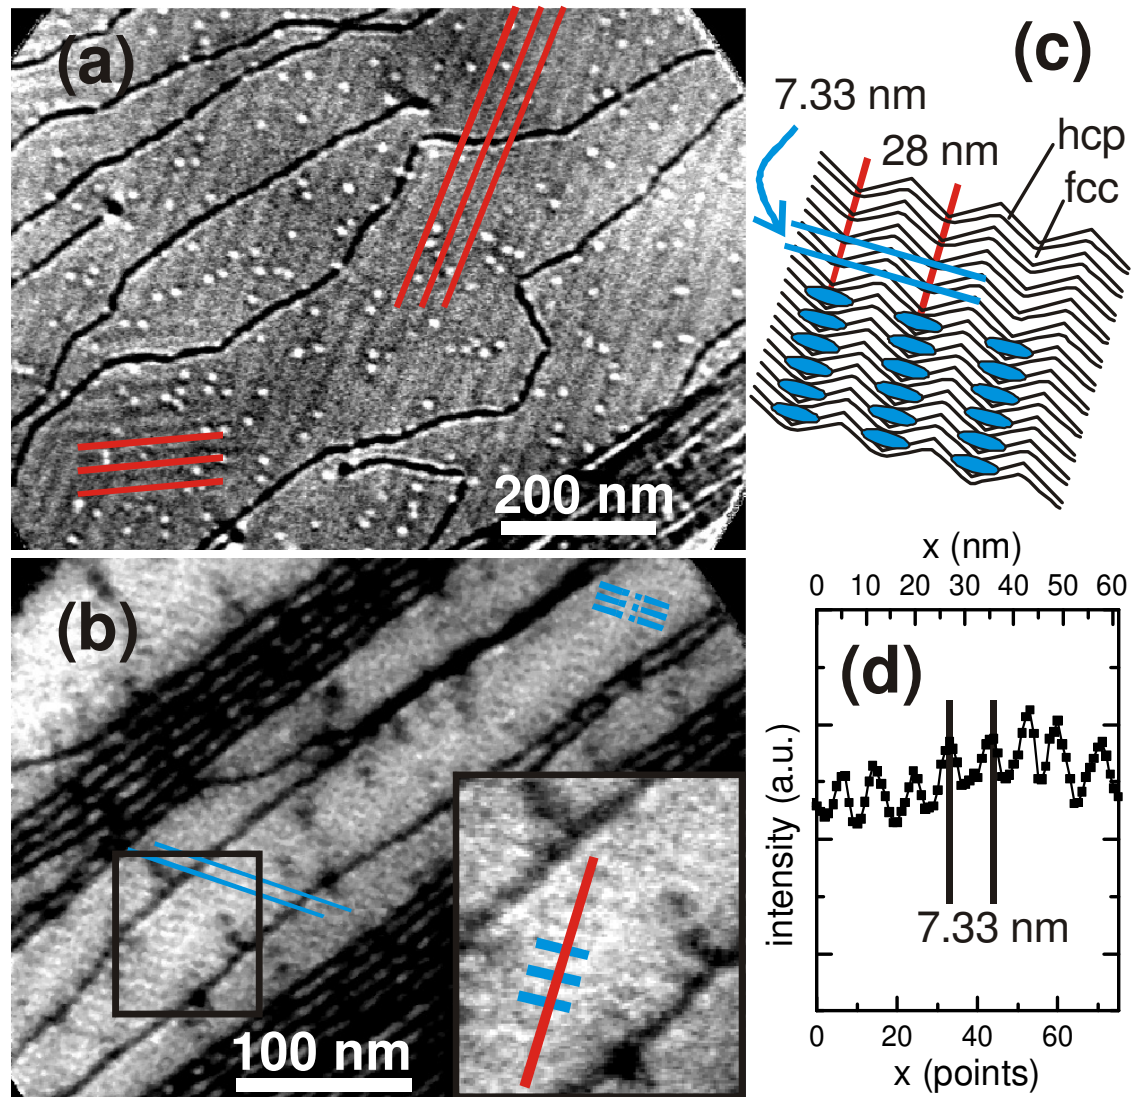 (a)
200 nm
(b)
100 nm
(c)
7.33 nm
28 nm
hcp
fcc
x (nm)
0 10 20 30 40 50 60
(d)
intensity (a.u.)
7.33 nm
0 20 40 60
x (points)